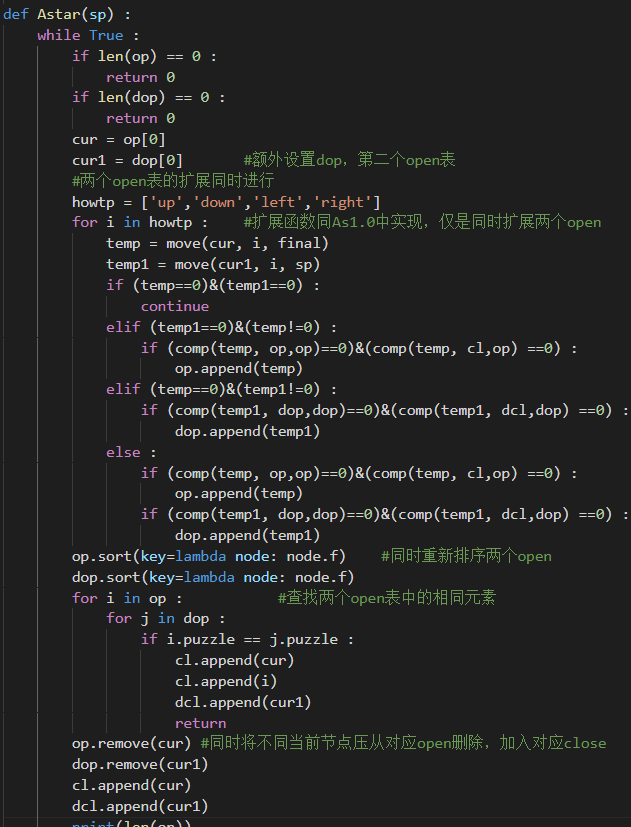 def Astar(sp) :
    while True :
        if len(op) == 0 :
            return 0
        if len(dop) == 0 :
            return 0
        cur = op[0]
        cur1 = dop[0]       #额外设置dop，第二个open表
        #两个open表的扩展同时进行
        howtp = ['up','down','left','right']
        for i in howtp :    #扩展函数同As1.0中实现，仅是同时扩展两个open
            temp = move(cur, i, final)
            temp1 = move(cur1, i, sp)
            if (temp==0)&(temp1==0) :
                continue
            elif (temp1==0)&(temp!=0) :
                if (comp(temp, op,op)==0)&(comp(temp, cl,op) ==0) :
                    op.append(temp)
            elif (temp==0)&(temp1!=0) :
                if (comp(temp1, dop,dop)==0)&(comp(temp1, dcl,dop) ==0) :
                    dop.append(temp1)
            else :
                if (comp(temp, op,op)==0)&(comp(temp, cl,op) ==0) :
                    op.append(temp)
                if (comp(temp1, dop,dop)==0)&(comp(temp1, dcl,dop) ==0) :
                    dop.append(temp1)
        op.sort(key=lambda node: node.f)    #同时重新排序两个open
        dop.sort(key=lambda node: node.f)
        for i in op :           #查找两个open表中的相同元素
            for j in dop :
                if i.puzzle == j.puzzle :
                    cl.append(cur)
                    cl.append(i)
                    dcl.append(cur1)
                    return
        op.remove(cur) #同时将不同当前节点压从对应open删除，加入对应close
        dop.remove(cur1)
        cl.append(cur)
        dcl.append(cur1)
        print(len(op))